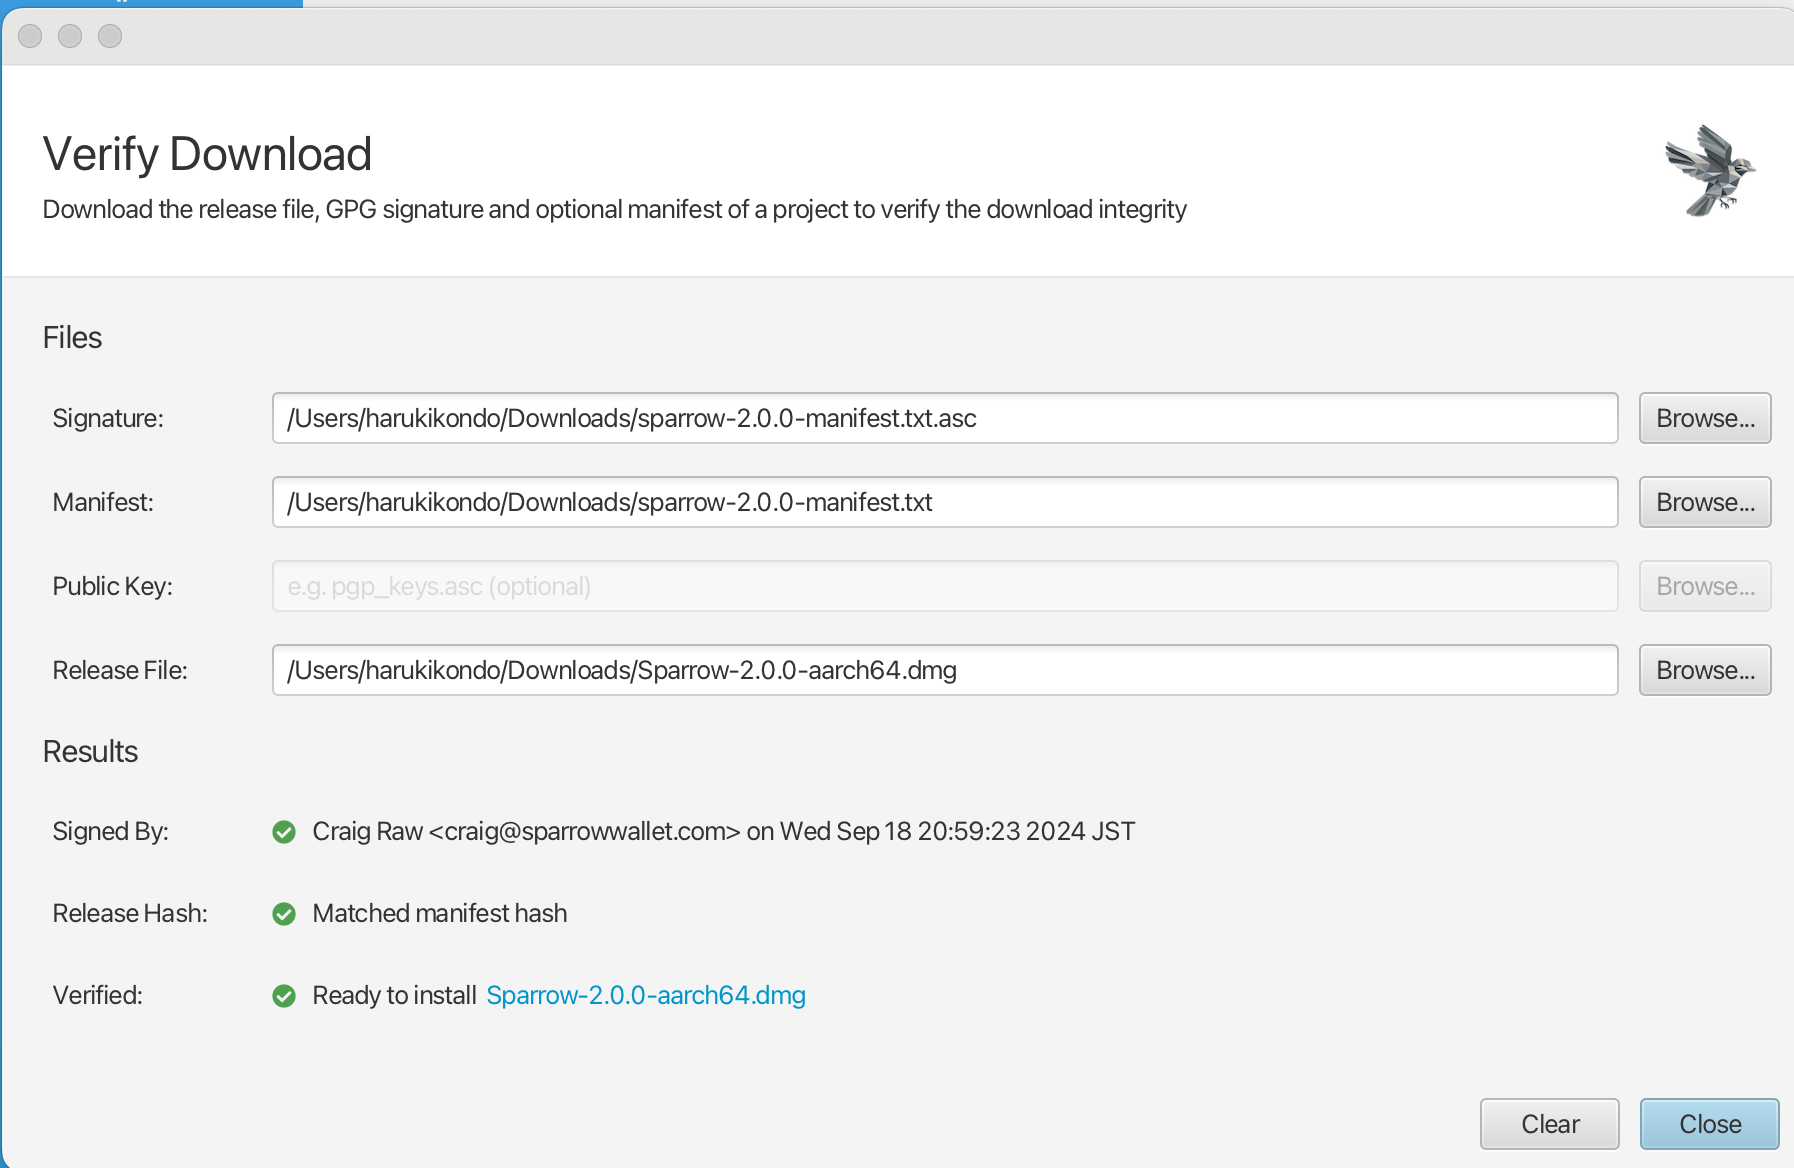 Verify Download
Download the release file, GPG signature and optional manifest of a project to verify the download integrity
Files
Signature: /Users/harukikondo/Downloads/sparrow-2.0.0-manifest.txt.asc Browse...
Manifest: /Users/harukikondo/Downloads/sparrow-2.0.0-manifest.txt Browse...
Public Key: e.g. pgp_keys.asc (optional) Browse...
Release File: /Users/harukikondo/Downloads/Sparrow-2.0.0-aarch64.dmg Browse...
Results
Signed By: Craig Raw <craig@sparrowwallet.com> on Wed Sep 18 20:59:23 2024 JST
Release Hash: Matched manifest hash
Verified: Ready to install Sparrow-2.0.0-aarch64.dmg
Clear Close